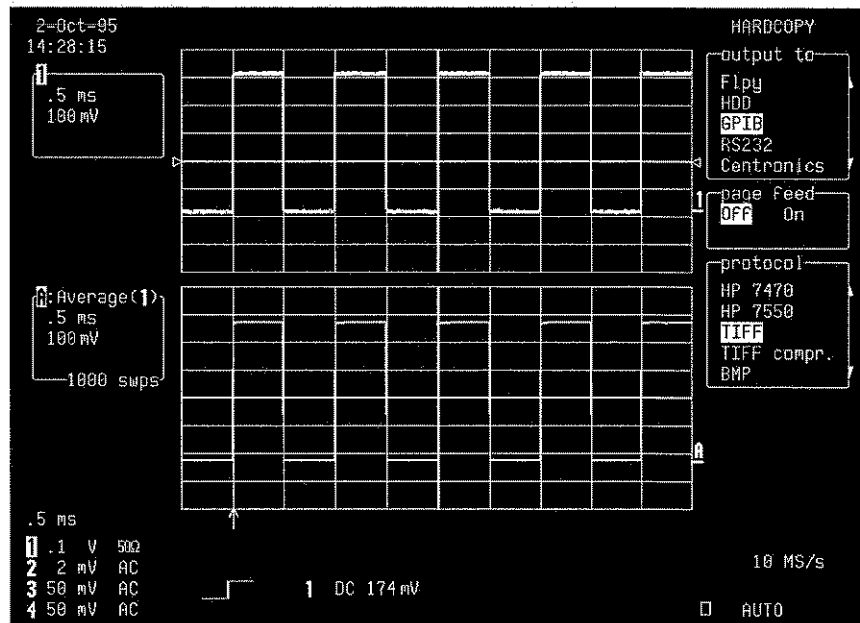 2-Oct-95
14:28:15
HARDCOPY
output to
Flpy
HDD
GPIB
RS232
Centronics
page feed
OFF On
protocol
HP 7470
HP 7550
TIFF
TIFF compr.
BMP
1
.5 ms
100 mV
1
A:Average(1)
.5 ms
100 mV
1000 swps
A
.5 ms
1 .1 V 50Ω
2 2 mV AC
3 50 mV AC
4 50 mV AC
1 DC 174 mV
10 MS/s
AUTO